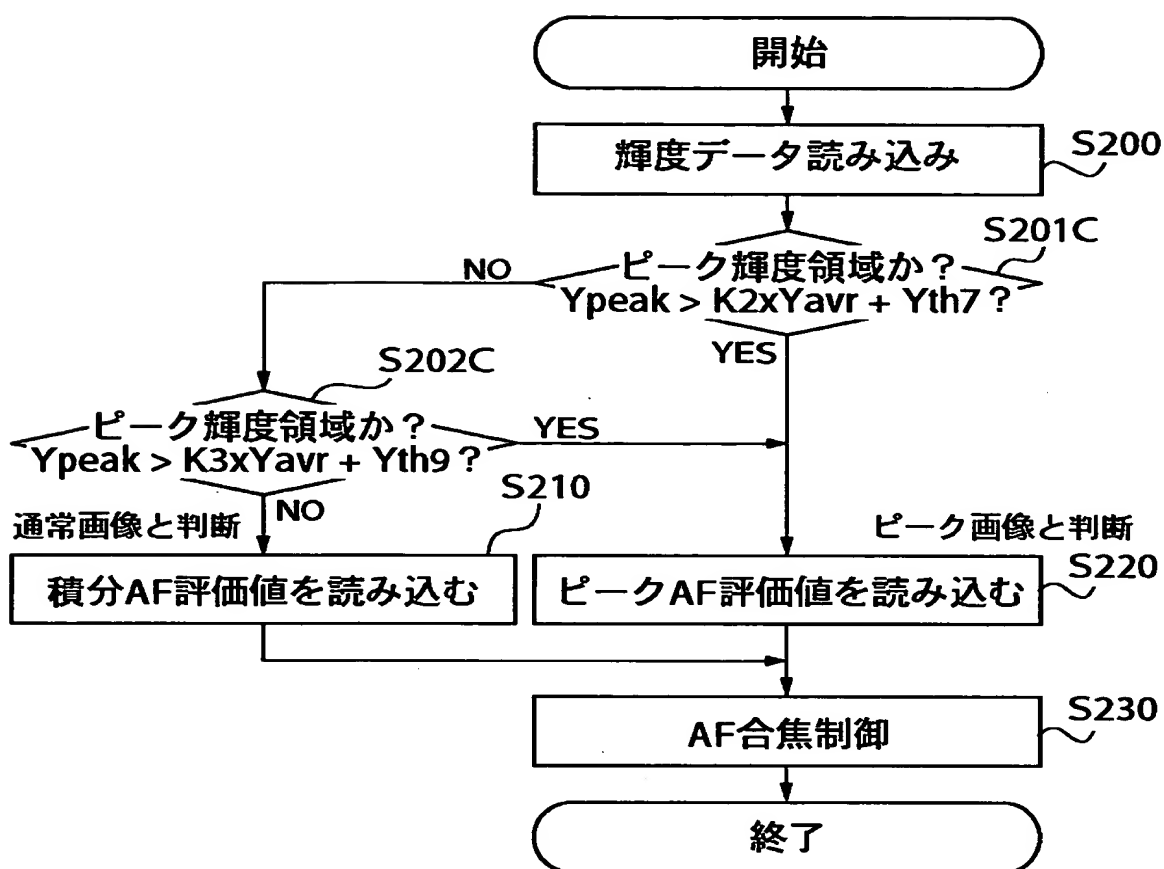 開始
輝度データ読み込み
S200
S201C
ピーク輝度領域か？
Ypeak > K2xYavr + Yth7？
NO
YES
S202C
ピーク輝度領域か？
Ypeak > K3xYavr + Yth9？
YES
NO
S210
通常画像と判断
積分AF評価値を読み込む
ピーク画像と判断
S220
ピークAF評価値を読み込む
S230
AF合焦制御
終了